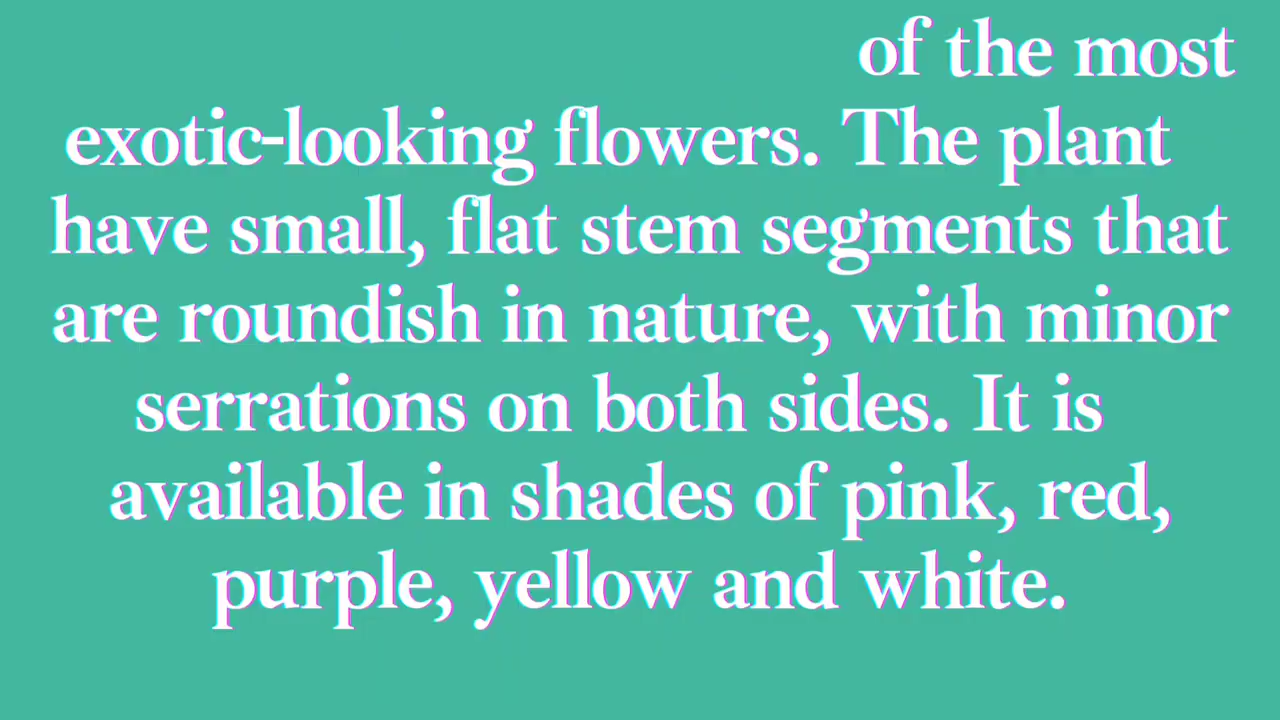 of the most
exotic-looking flowers. The plant
have small, flat stem segments that
are roundish in nature, with minor
serrations on both sides. It is
available in shades of pink, red,
purple, yellow and white.